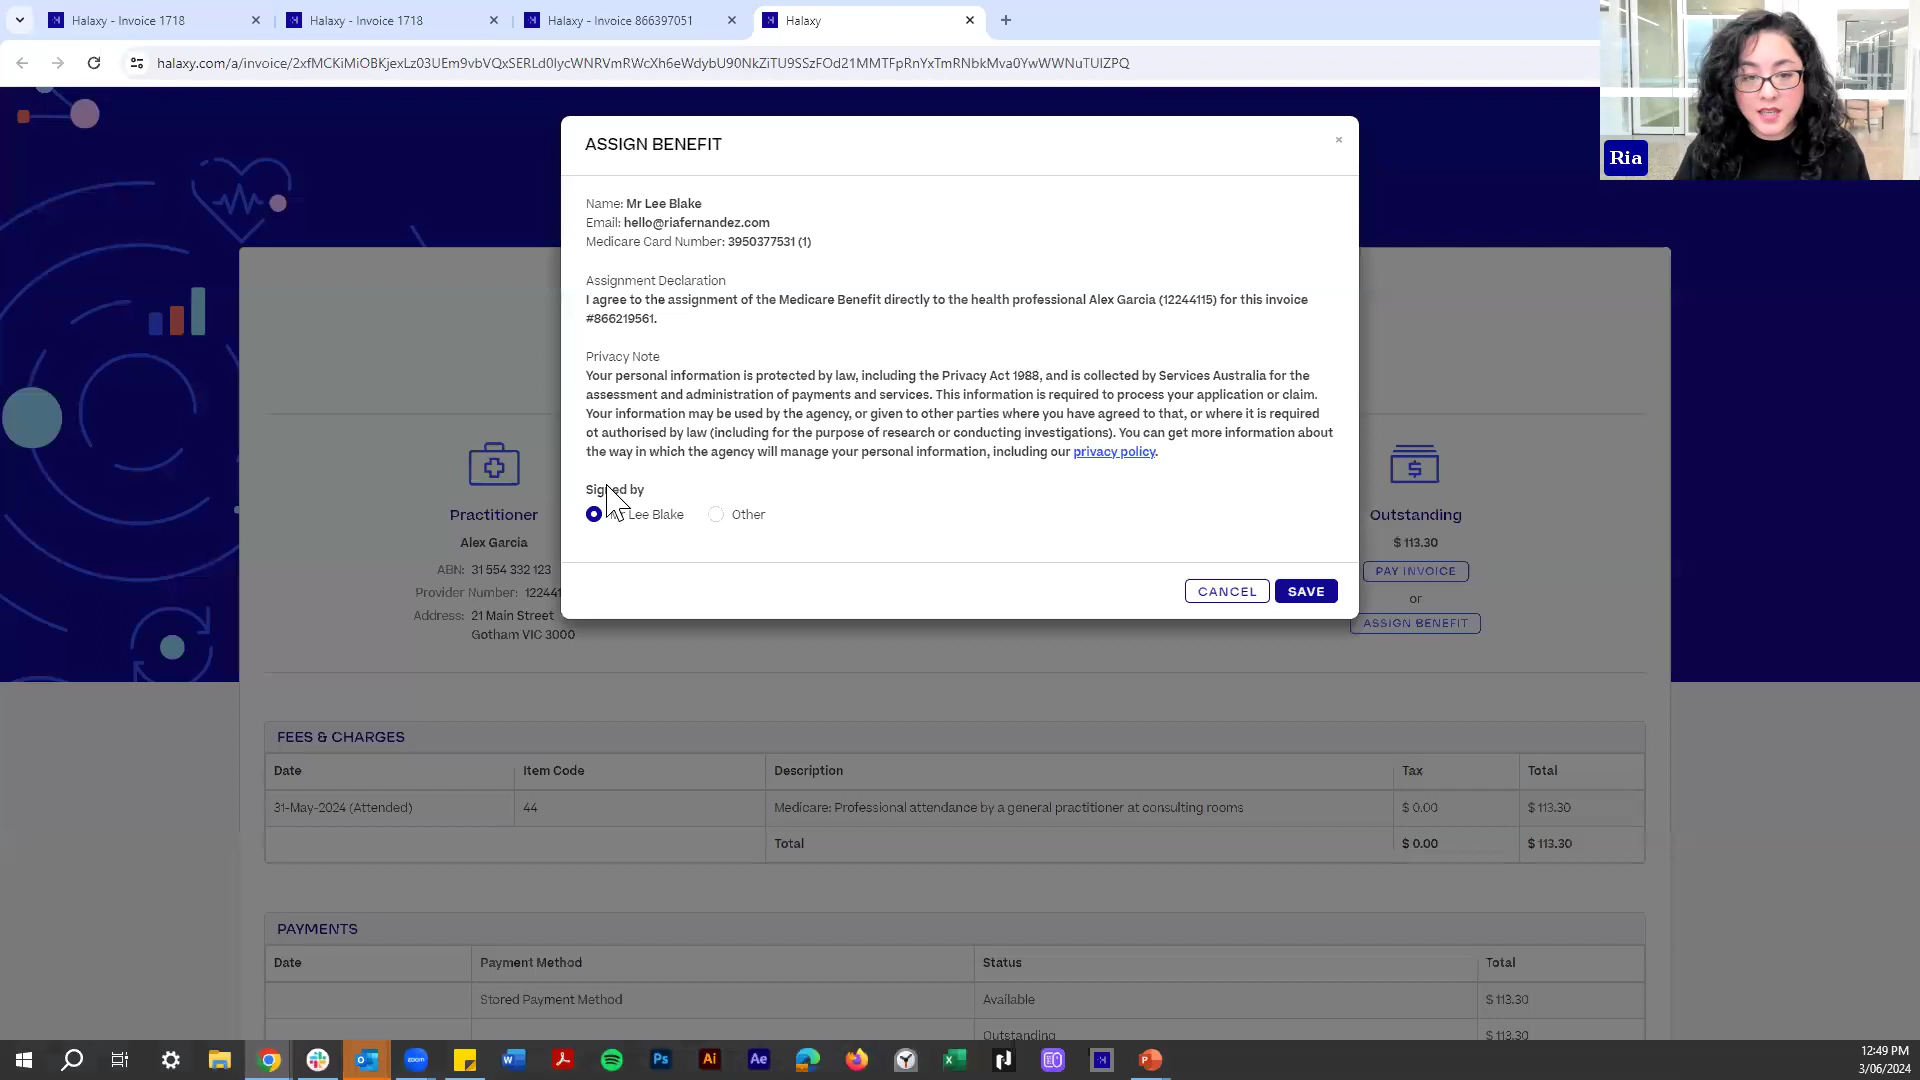 Halaxy - Invoice 1718
Halaxy - Invoice 1718
Halaxy - Invoice 866397051
Halaxy
halaxy.com/a/invoice/2xfMCKiMiOBKjexLz03UEm9vbVQxSERLd0lycWNRVmRWcXh6eWdybU90NkZiTU9SSzFOd21MMTFpRnYxTmRNbkMva0YwWWNuTUlZPQ
Ria
ASSIGN BENEFIT
×
Name: Mr Lee Blake
Email: hello@riafernandez.com
Medicare Card Number: 3950377531 (1)
Assignment Declaration
I agree to the assignment of the Medicare Benefit directly to the health professional Alex Garcia (12244115) for this invoice
#866219561.
Privacy Note
Your personal information is protected by law, including the Privacy Act 1988, and is collected by Services Australia for the
assessment and administration of payments and services. This information is required to process your application or claim.
Your information may be used by the agency, or given to other parties where you have agreed to that, or where it is required
ot authorised by law (including for the purpose of research or conducting investigations). You can get more information about
the way in which the agency will manage your personal information, including our privacy policy.
Signed by
Mr Lee Blake
Other
CANCEL
SAVE
Practitioner
Alex Garcia
ABN: 31 554 332 123
Provider Number: 122441
Address: 21 Main Street
Gotham VIC 3000
Outstanding
$ 113.30
PAY INVOICE
or
ASSIGN BENEFIT
FEES & CHARGES
Date Item Code Description Tax Total
31-May-2024 (Attended) 44 Medicare: Professional attendance by a general practitioner at consulting rooms $ 0.00 $ 113.30
Total $ 0.00 $ 113.30
PAYMENTS
Date Payment Method Status Total
Stored Payment Method Available $ 113.30
Outstanding $ 113.30
zoom
Ps
Ai
Ae
12:49 PM
3/06/2024